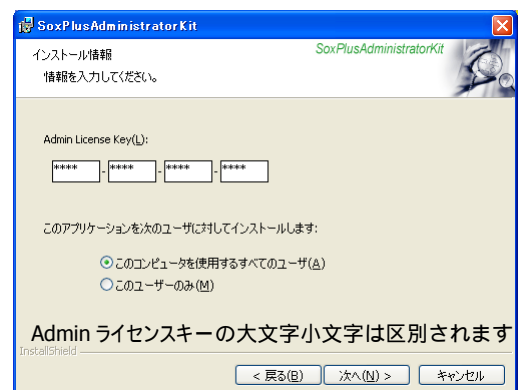 SoxPlusAdministratorKit
インストール情報
SoxPlusAdministratorKit
情報を入力してください。
Admin License Key(L):
**** - **** - **** - ****
このアプリケーションを次のユーザに対してインストールします:
このコンピュータを使用するすべてのユーザ(A)
このユーザーのみ(M)
Admin ライセンスキーの大文字小文字は区別されます
InstallShield
< 戻る(B) 次へ(N) > キャンセル